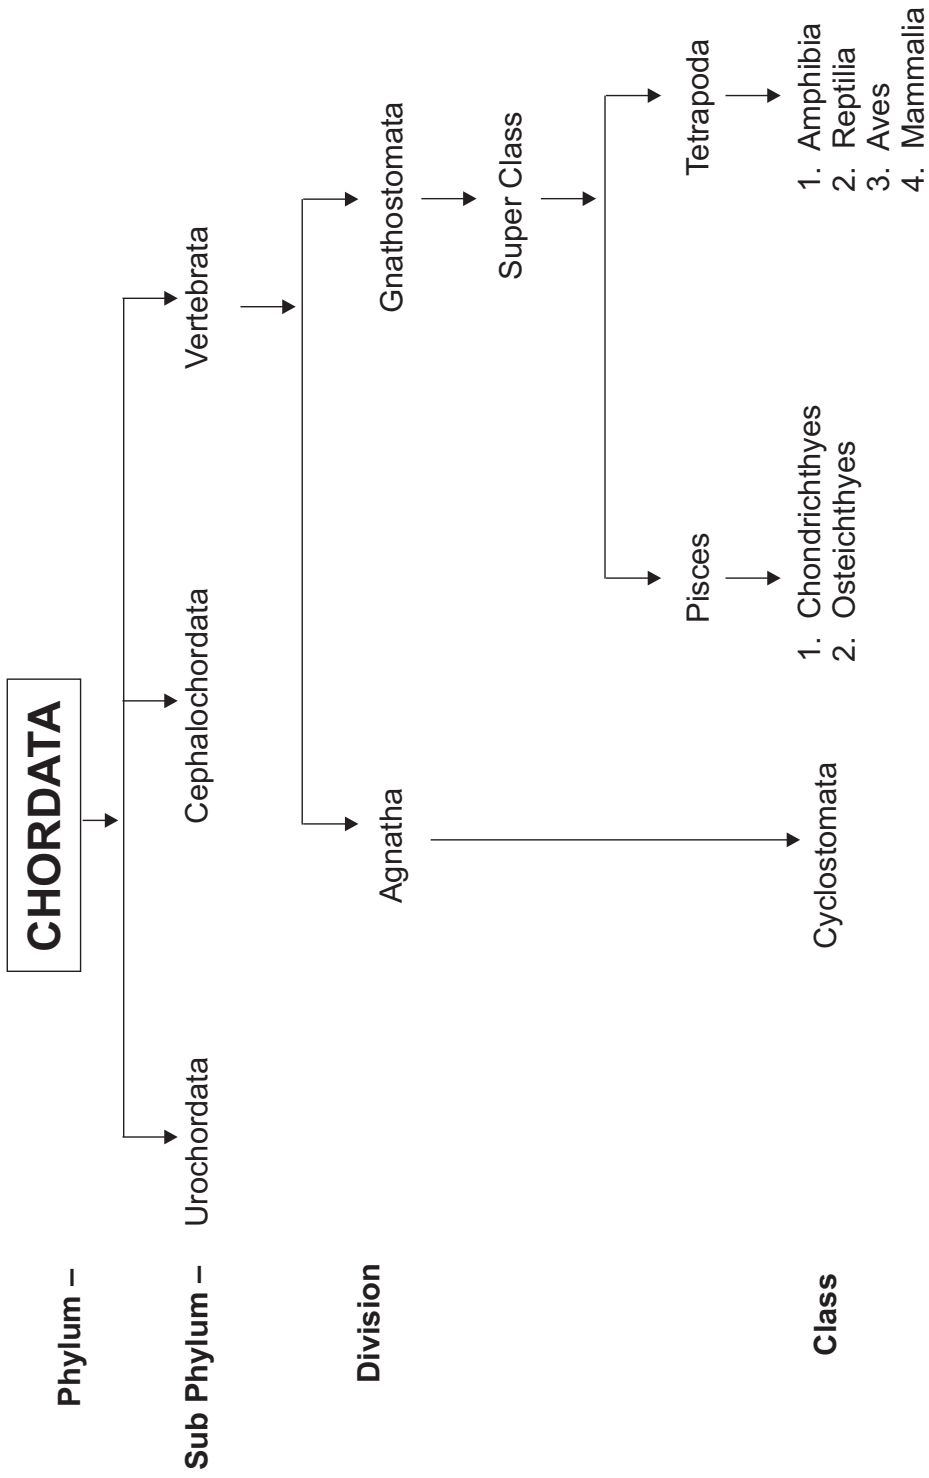 Phylum – CHORDATA
Sub Phylum – Urochordata Cephalochordata Vertebrata
Division Agnatha Gnathostomata
Super Class
Pisces Tetrapoda
Class Cyclostomata
1. Chondrichthyes
2. Osteichthyes
1. Amphibia
2. Reptilia
3. Aves
4. Mammalia